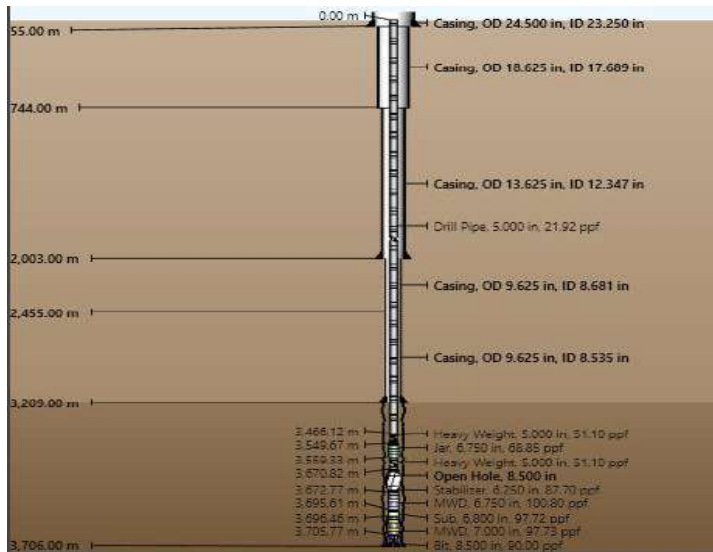 0.00 m
Casing, OD 24.500 in, ID 23.250 in
55.00 m
Casing, OD 18.625 in, ID 17.689 in
744.00 m
Casing, OD 13.625 in, ID 12.347 in
Drill Pipe, 5.000 in, 21.92 ppf
2,003.00 m
Casing, OD 9.625 in, ID 8.681 in
2,455.00 m
Casing, OD 9.625 in, ID 8.535 in
3,209.00 m
3,466.12 m
Heavy Weight, 5.000 in, 51.10 ppf
3,549.67 m
Jar, 6.750 in, 68.85 ppf
3,559.33 m
Heavy Weight, 5.000 in, 51.10 ppf
3,670.82 m
Open Hole, 8.500 in
3,672.77 m
Stabilizer, 6.250 in, 87.70 ppf
3,695.61 m
MWD, 6.750 in, 100.80 ppf
3,696.46 m
Sub, 6.800 in, 97.72 ppf
3,705.77 m
MWD, 7.000 in, 97.73 ppf
3,706.00 m
Bit, 8.500 in, 90.00 ppf